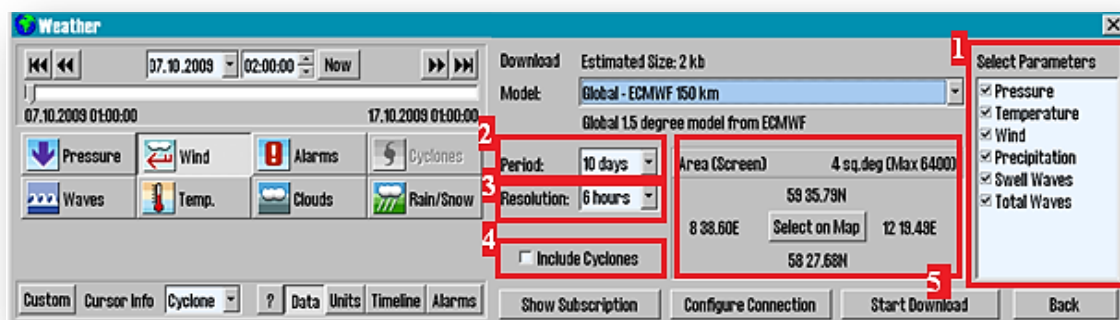 Weather
1
07.10.2009 02:00:00 Now
07.10.2009 01:00:00 17.10.2009 01:00:00
Pressure Wind Alarms Cyclones
Waves Temp. Clouds Rain/Snow
Custom Cursor Info Cyclone ? Data Units Timeline Alarms
Download Estimated Size: 2 kb
Model: Global - ECMWF 150 km
Global 1.5 degree model from ECMWF
2
Period: 10 days
3
Resolution: 6 hours
4
Include Cyclones
Area (Screen) 4 sq.deg (Max 6400)
59 35.79N
8 38.60E Select on Map 12 19.49E
58 27.68N
5
Show Subscription Configure Connection Start Download Back
Select Parameters
Pressure
Temperature
Wind
Precipitation
Swell Waves
Total Waves